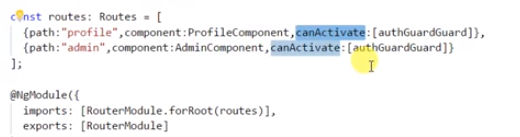 const routes: Routes = [
{path:"profile",component:ProfileComponent,canActivate:[authGuardGuard]},
{path:"admin",component:AdminComponent,canActivate:[authGuardGuard]}
];
@NgModule({
imports: [RouterModule.forRoot(routes)],
exports: [RouterModule]